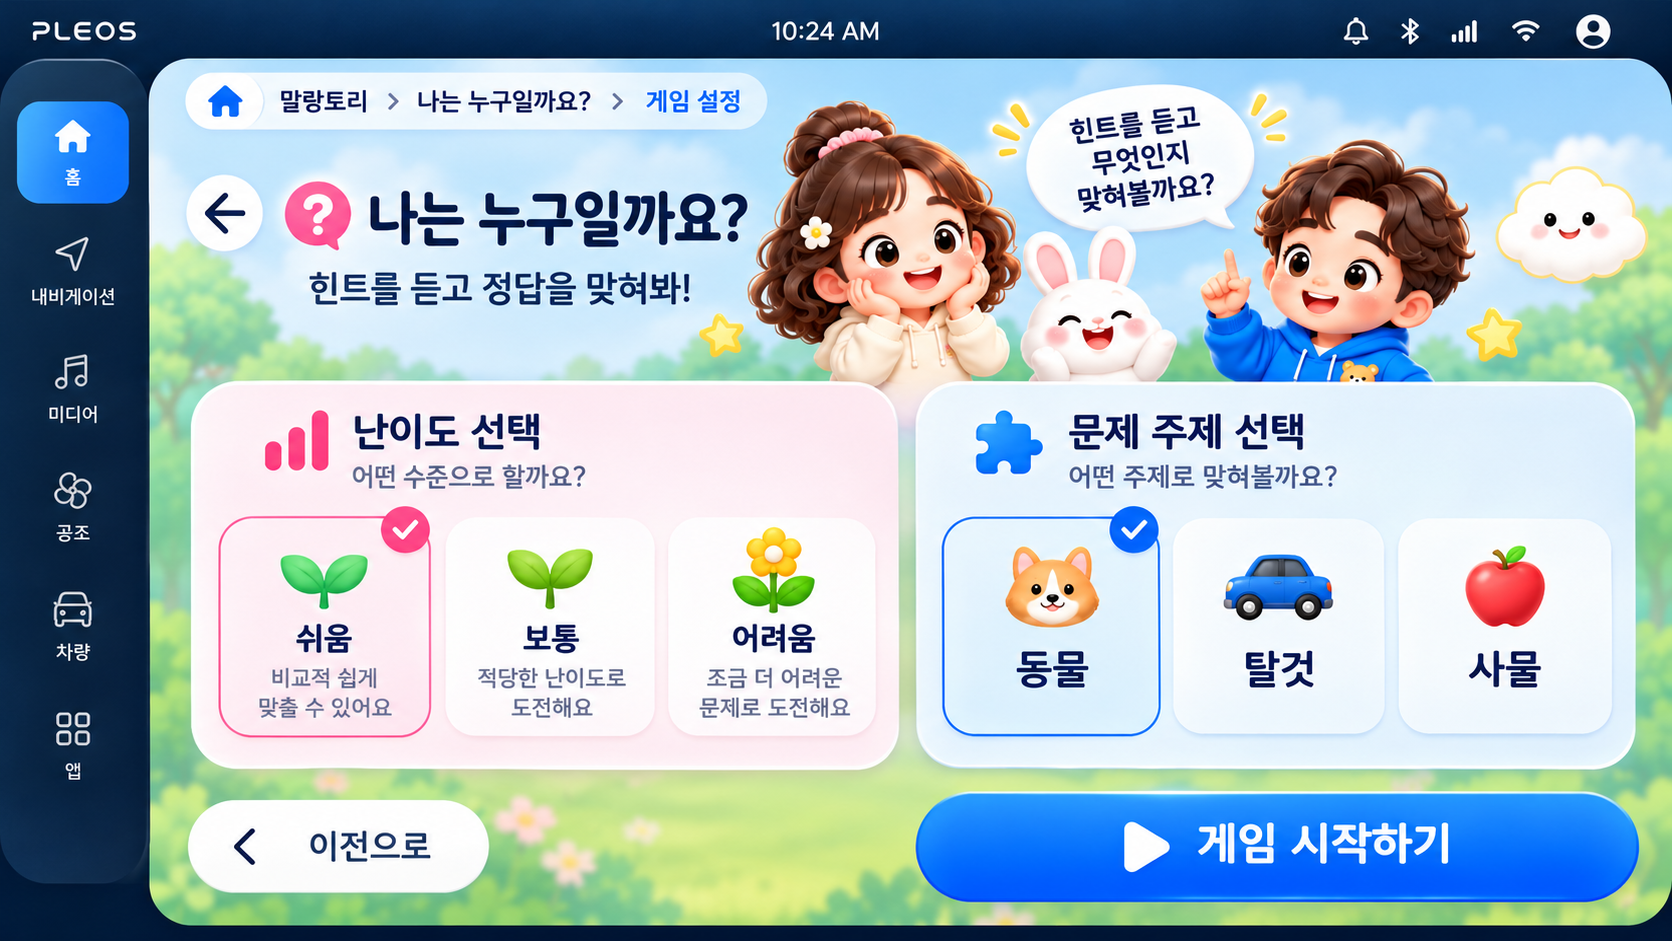 PLEOS
10:24 AM
홈
내비게이션
미디어
공조
차량
앱
말랑토리 > 나는 누구일까요? > 게임 설정
나는 누구일까요?
힌트를 듣고 정답을 맞혀봐!
힌트를 듣고
무엇인지
맞혀볼까요?
난이도 선택
어떤 수준으로 할까요?
쉬움
비교적 쉽게
맞출 수 있어요
보통
적당한 난이도로
도전해요
어려움
조금 더 어려운
문제로 도전해요
문제 주제 선택
어떤 주제로 맞혀볼까요?
동물
탈것
사물
이전으로
게임 시작하기